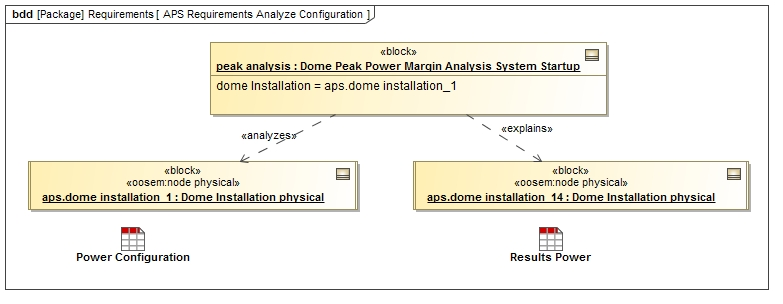 bdd [Package] Requirements [ APS Requirements Analyze Configuration ]
«block»
peak analysis : Dome Peak Power Margin Analysis System Startup
dome Installation = aps.dome installation_1
«analyzes»
«explains»
«block»
«oosem:node physical»
aps.dome installation_1 : Dome Installation physical
«block»
«oosem:node physical»
aps.dome installation_14 : Dome Installation physical
Power Configuration
Results Power